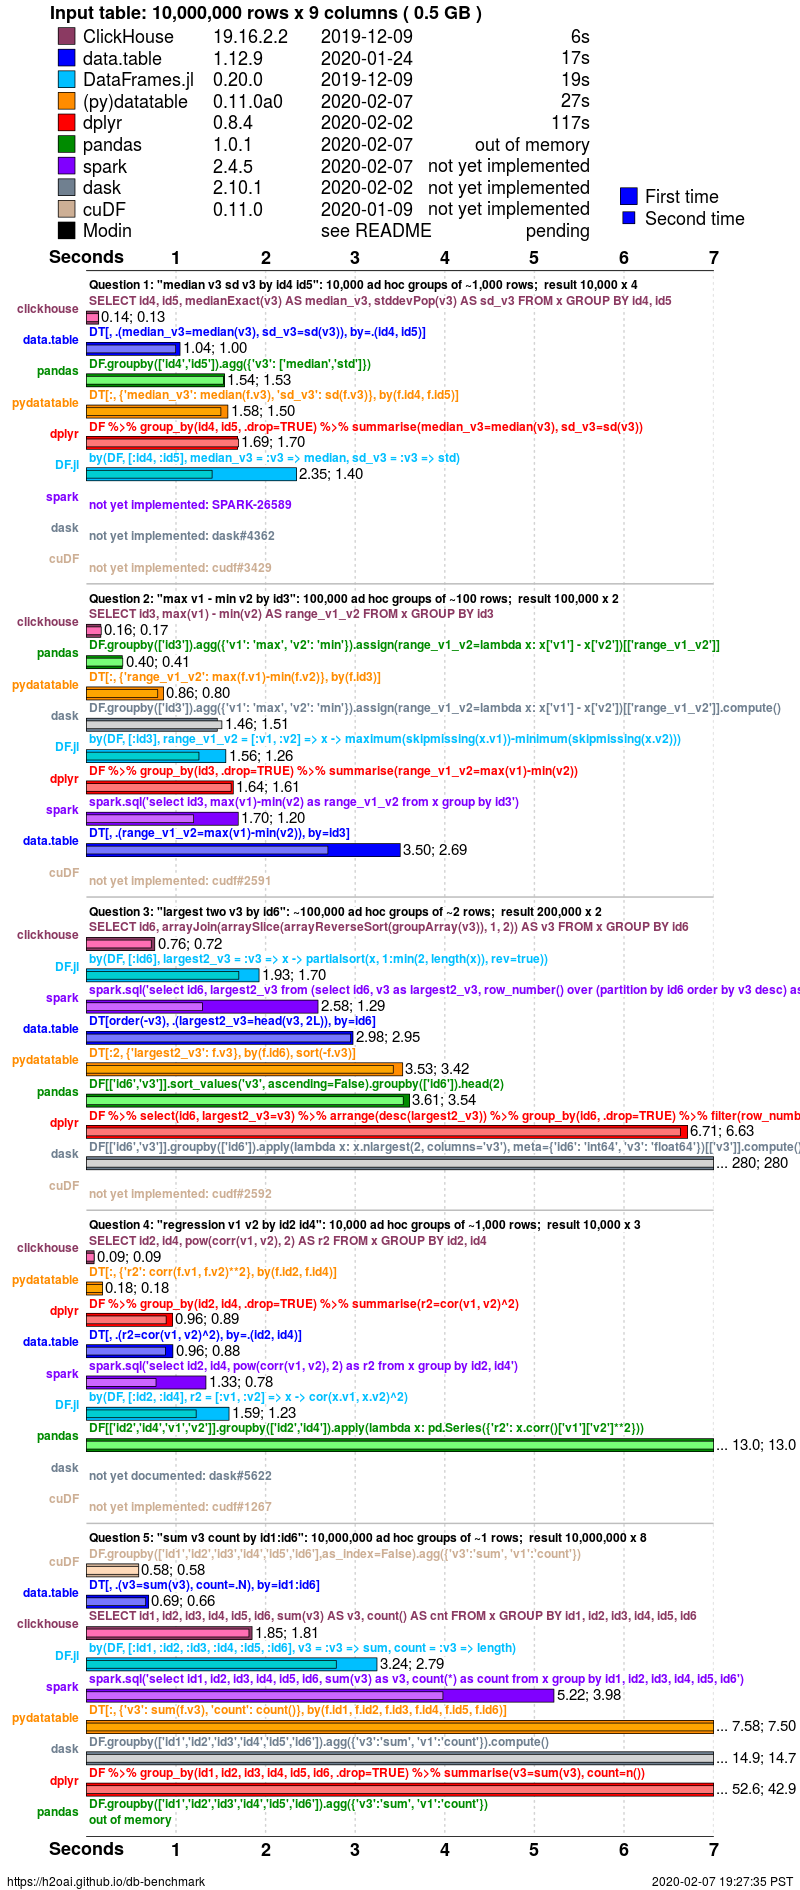 Input table: 10,000,000 rows x 9 columns ( 0.5 GB )
ClickHouse 19.16.2.2 2019-12-09 6s
data.table 1.12.9 2020-01-24 17s
DataFrames.jl 0.20.0 2019-12-09 19s
(py)datatable 0.11.0a0 2020-02-07 27s
dplyr 0.8.4 2020-02-02 117s
pandas 1.0.1 2020-02-07 out of memory
spark 2.4.5 2020-02-07 not yet implemented
dask 2.10.1 2020-02-02 not yet implemented
cuDF 0.11.0 2020-01-09 not yet implemented
Modin see README pending
First time
Second time
Seconds 1 2 3 4 5 6 7
Question 1: "median v3 sd v3 by id4 id5": 10,000 ad hoc groups of ~1,000 rows; result 10,000 x 4
SELECT id4, id5, medianExact(v3) AS median_v3, stddevPop(v3) AS sd_v3 FROM x GROUP BY id4, id5
clickhouse 0.14; 0.13
DT[, .(median_v3=median(v3), sd_v3=sd(v3)), by=.(id4, id5)]
data.table 1.04; 1.00
DF.groupby(['id4','id5']).agg({'v3': ['median','std']})
pandas 1.54; 1.53
DT[:, {'median_v3': median(f.v3), 'sd_v3': sd(f.v3)}, by(f.id4, f.id5)]
pydatatable 1.58; 1.50
DF %>% group_by(id4, id5, .drop=TRUE) %>% summarise(median_v3=median(v3), sd_v3=sd(v3))
dplyr 1.69; 1.70
by(DF, [:id4, :id5], median_v3 = :v3 => median, sd_v3 = :v3 => std)
DF.jl 2.35; 1.40
spark not yet implemented: SPARK-26589
dask not yet implemented: dask#4362
cuDF not yet implemented: cudf#3429
Question 2: "max v1 - min v2 by id3": 100,000 ad hoc groups of ~100 rows; result 100,000 x 2
SELECT id3, max(v1) - min(v2) AS range_v1_v2 FROM x GROUP BY id3
clickhouse 0.16; 0.17
DF.groupby(['id3']).agg({'v1': 'max', 'v2': 'min'}).assign(range_v1_v2=lambda x: x['v1'] - x['v2'])[['range_v1_v2']]
pandas 0.40; 0.41
DT[:, {'range_v1_v2': max(f.v1)-min(f.v2)}, by(f.id3)]
pydatatable 0.86; 0.80
DF.groupby(['id3']).agg({'v1': 'max', 'v2': 'min'}).assign(range_v1_v2=lambda x: x['v1'] - x['v2'])[['range_v1_v2']].compute()
dask 1.46; 1.51
by(DF, [:id3], range_v1_v2 = [:v1, :v2] => x -> maximum(skipmissing(x.v1))-minimum(skipmissing(x.v2)))
DF.jl 1.56; 1.26
DF %>% group_by(id3, .drop=TRUE) %>% summarise(range_v1_v2=max(v1)-min(v2))
dplyr 1.64; 1.61
spark.sql('select id3, max(v1)-min(v2) as range_v1_v2 from x group by id3')
spark 1.70; 1.20
DT[, .(range_v1_v2=max(v1)-min(v2)), by=id3]
data.table 3.50; 2.69
cuDF not yet implemented: cudf#2591
Question 3: "largest two v3 by id6": ~100,000 ad hoc groups of ~2 rows; result 200,000 x 2
SELECT id6, arrayJoin(arraySlice(arrayReverseSort(groupArray(v3)), 1, 2)) AS v3 FROM x GROUP BY id6
clickhouse 0.76; 0.72
by(DF, [:id6], largest2_v3 = :v3 => x -> partialsort(x, 1:min(2, length(x)), rev=true))
DF.jl 1.93; 1.70
spark.sql('select id6, largest2_v3 from (select id6, v3 as largest2_v3, row_number() over (partition by id6 order by v3 desc) as
spark 2.58; 1.29
DT[order(-v3), .(largest2_v3=head(v3, 2L)), by=id6]
data.table 2.98; 2.95
DT[:2, {'largest2_v3': f.v3}, by(f.id6), sort(-f.v3)]
pydatatable 3.53; 3.42
DF[['id6','v3']].sort_values('v3', ascending=False).groupby(['id6']).head(2)
pandas 3.61; 3.54
DF %>% select(id6, largest2_v3=v3) %>% arrange(desc(largest2_v3)) %>% group_by(id6, .drop=TRUE) %>% filter(row_numb
dplyr 6.71; 6.63
DF[['id6','v3']].groupby(['id6']).apply(lambda x: x.nlargest(2, columns='v3'), meta={'id6': 'int64', 'v3': 'float64'})[['v3']].compute()
dask ... 280; 280
cuDF not yet implemented: cudf#2592
Question 4: "regression v1 v2 by id2 id4": 10,000 ad hoc groups of ~1,000 rows; result 10,000 x 3
SELECT id2, id4, pow(corr(v1, v2), 2) AS r2 FROM x GROUP BY id2, id4
clickhouse 0.09; 0.09
DT[:, {'r2': corr(f.v1, f.v2)**2}, by(f.id2, f.id4)]
pydatatable 0.18; 0.18
DF %>% group_by(id2, id4, .drop=TRUE) %>% summarise(r2=cor(v1, v2)^2)
dplyr 0.96; 0.89
DT[, .(r2=cor(v1, v2)^2), by=.(id2, id4)]
data.table 0.96; 0.88
spark.sql('select id2, id4, pow(corr(v1, v2), 2) as r2 from x group by id2, id4')
spark 1.33; 0.78
by(DF, [:id2, :id4], r2 = [:v1, :v2] => x -> cor(x.v1, x.v2)^2)
DF.jl 1.59; 1.23
DF[['id2','id4','v1','v2']].groupby(['id2','id4']).apply(lambda x: pd.Series({'r2': x.corr()['v1']['v2']**2}))
pandas ... 13.0; 13.0
dask not yet documented: dask#5622
cuDF not yet implemented: cudf#1267
Question 5: "sum v3 count by id1:id6": 10,000,000 ad hoc groups of ~1 rows; result 10,000,000 x 8
DF.groupby(['id1','id2','id3','id4','id5','id6'],as_index=False).agg({'v3':'sum', 'v1':'count'})
cuDF 0.58; 0.58
DT[, .(v3=sum(v3), count=.N), by=id1:id6]
data.table 0.69; 0.66
SELECT id1, id2, id3, id4, id5, id6, sum(v3) AS v3, count() AS cnt FROM x GROUP BY id1, id2, id3, id4, id5, id6
clickhouse 1.85; 1.81
by(DF, [:id1, :id2, :id3, :id4, :id5, :id6], v3 = :v3 => sum, count = :v3 => length)
DF.jl 3.24; 2.79
spark.sql('select id1, id2, id3, id4, id5, id6, sum(v3) as v3, count(*) as count from x group by id1, id2, id3, id4, id5, id6')
spark 5.22; 3.98
DT[:, {'v3': sum(f.v3), 'count': count()}, by(f.id1, f.id2, f.id3, f.id4, f.id5, f.id6)]
pydatatable ... 7.58; 7.50
DF.groupby(['id1','id2','id3','id4','id5','id6']).agg({'v3':'sum', 'v1':'count'}).compute()
dask ... 14.9; 14.7
DF %>% group_by(id1, id2, id3, id4, id5, id6, .drop=TRUE) %>% summarise(v3=sum(v3), count=n())
dplyr ... 52.6; 42.9
DF.groupby(['id1','id2','id3','id4','id5','id6']).agg({'v3':'sum', 'v1':'count'})
pandas out of memory
Seconds 1 2 3 4 5 6 7
https://h2oai.github.io/db-benchmark 2020-02-07 19:27:35 PST